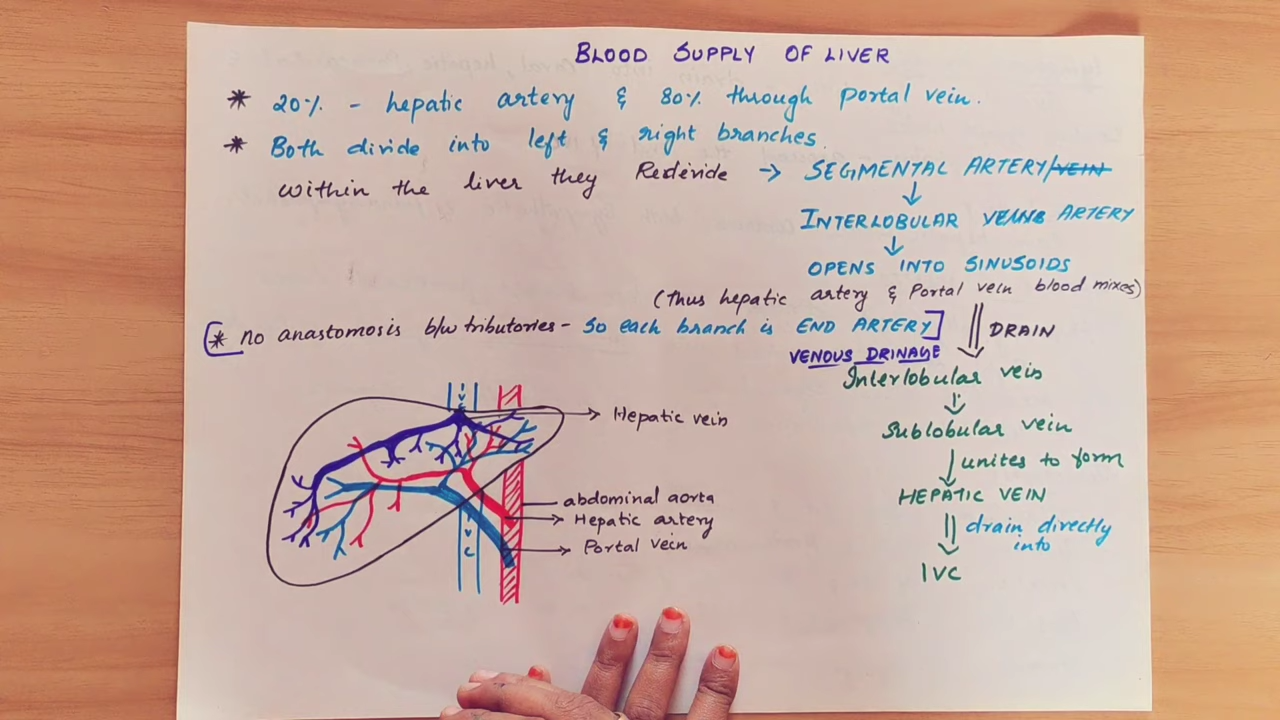 BLOOD SUPPLY OF LIVER
* 20% - hepatic artery & 80% through portal vein.
* Both divide into left & right branches.
within the liver they Redivide → SEGMENTAL ARTERY/VEIN
↓
INTERLOBULAR VEINS ARTERY
↓
OPENS INTO SINUSOIDS
(Thus hepatic artery & Portal vein blood mixes)
[* no anastomosis b/w tributories - so each branch is END ARTERY]
DRAIN
VENOUS DRINAGE
Interlobular vein
↓
Sublobular vein
↓ unites to form
HEPATIC VEIN
drain directly
into
IVC
IVC
Hepatic vein
abdominal aorta
Hepatic artery
Portal vein
IVC